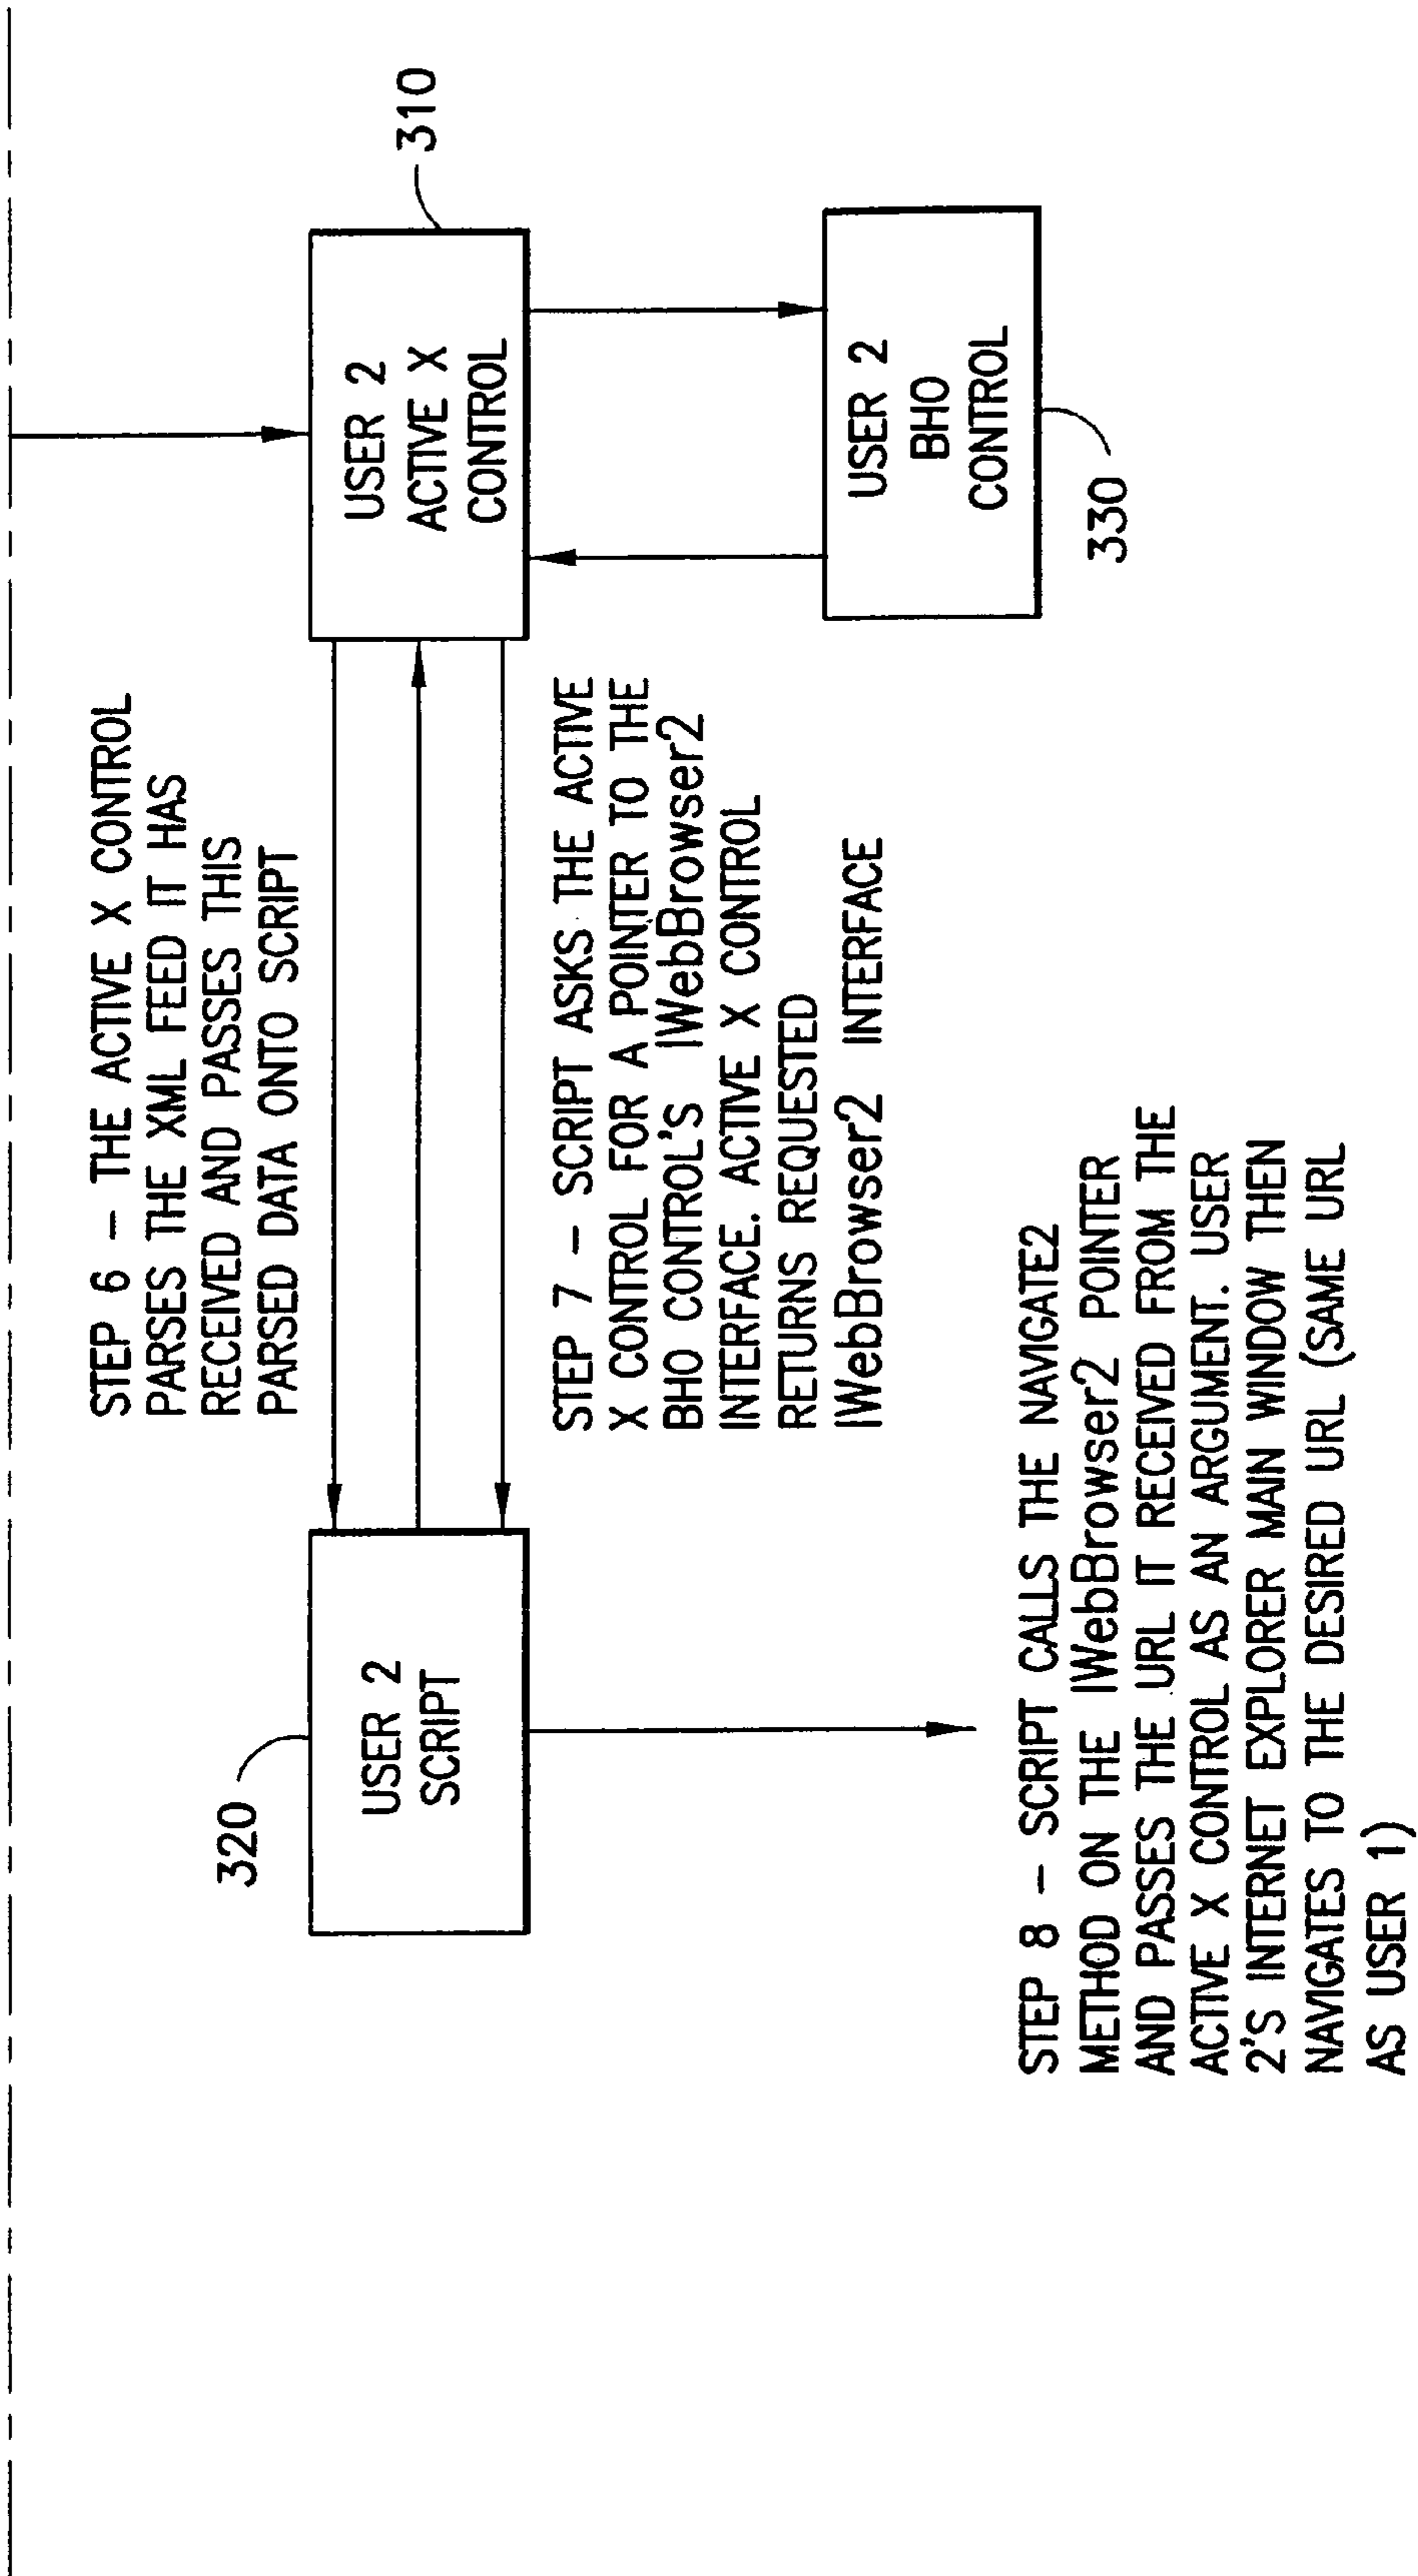 STEP 6 – THE ACTIVE X CONTROL
PARSES THE XML FEED IT HAS
RECEIVED AND PASSES THIS
PARSED DATA ONTO SCRIPT
320
USER 2
SCRIPT
USER 2
ACTIVE X
CONTROL
310
STEP 7 – SCRIPT ASKS THE ACTIVE
X CONTROL FOR A POINTER TO THE
BHO CONTROL'S IWebBrowser2
INTERFACE. ACTIVE X CONTROL
RETURNS REQUESTED
IWebBrowser2 INTERFACE
USER 2
BHO
CONTROL
330
STEP 8 – SCRIPT CALLS THE NAVIGATE2
METHOD ON THE IWebBrowser2 POINTER
AND PASSES THE URL IT RECEIVED FROM THE
ACTIVE X CONTROL AS AN ARGUMENT. USER
2'S INTERNET EXPLORER MAIN WINDOW THEN
NAVIGATES TO THE DESIRED URL (SAME URL
AS USER 1)